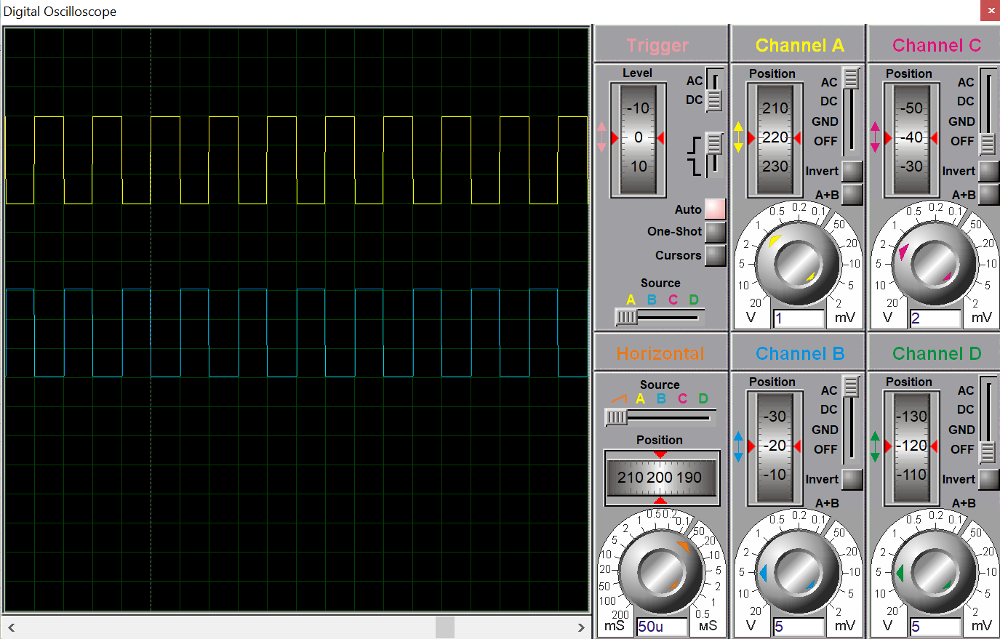 Digital Oscilloscope
Trigger
Level
-10
0
10
AC
DC
Auto
One-Shot
Cursors
Source
A B C D
Channel A
Position
210
220
230
AC
DC
GND
OFF
Invert
A+B
20 10 5 2 1 0.5 0.2 0.1 50 20 10 5 2
V 1 mV
Channel C
Position
-50
-40
-30
AC
DC
GND
OFF
Invert
A+B
20 10 5 2 1 0.5 0.2 0.1 50 20 10 5 2
V 2 mV
Horizontal
Source
A B C D
Position
210 200 190
200 100 50 20 10 5 2 1 0.5 0.2 0.1 50 20 10 5 2 1 0.5
mS 50u мS
Channel B
Position
-30
-20
-10
AC
DC
GND
OFF
Invert
A+B
20 10 5 2 1 0.5 0.2 0.1 50 20 10 5 2
V 5 mV
Channel D
Position
-130
-120
-110
AC
DC
GND
OFF
Invert
A+B
20 10 5 2 1 0.5 0.2 0.1 50 20 10 5 2
V 5 mV